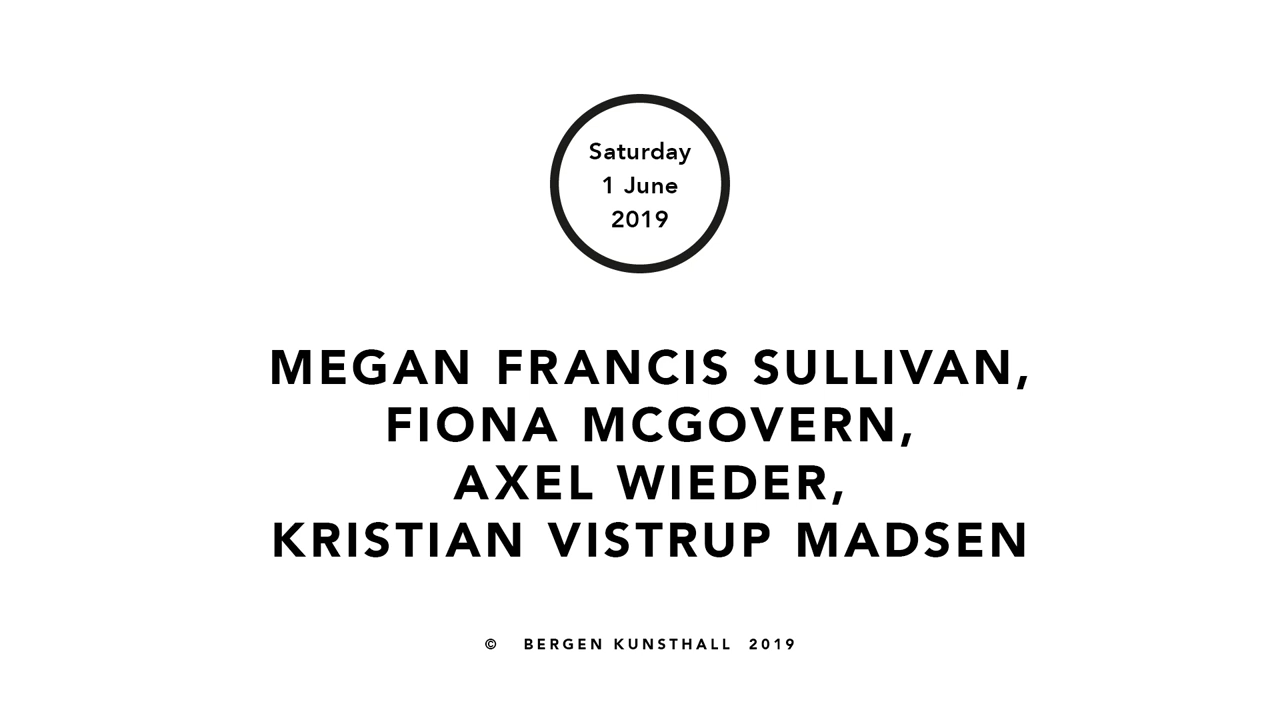 Saturday
1 June
2019
MEGAN FRANCIS SULLIVAN,
FIONA MCGOVERN,
AXEL WIEDER,
KRISTIAN VISTRUP MADSEN
© BERGEN KUNSTHALL 2019